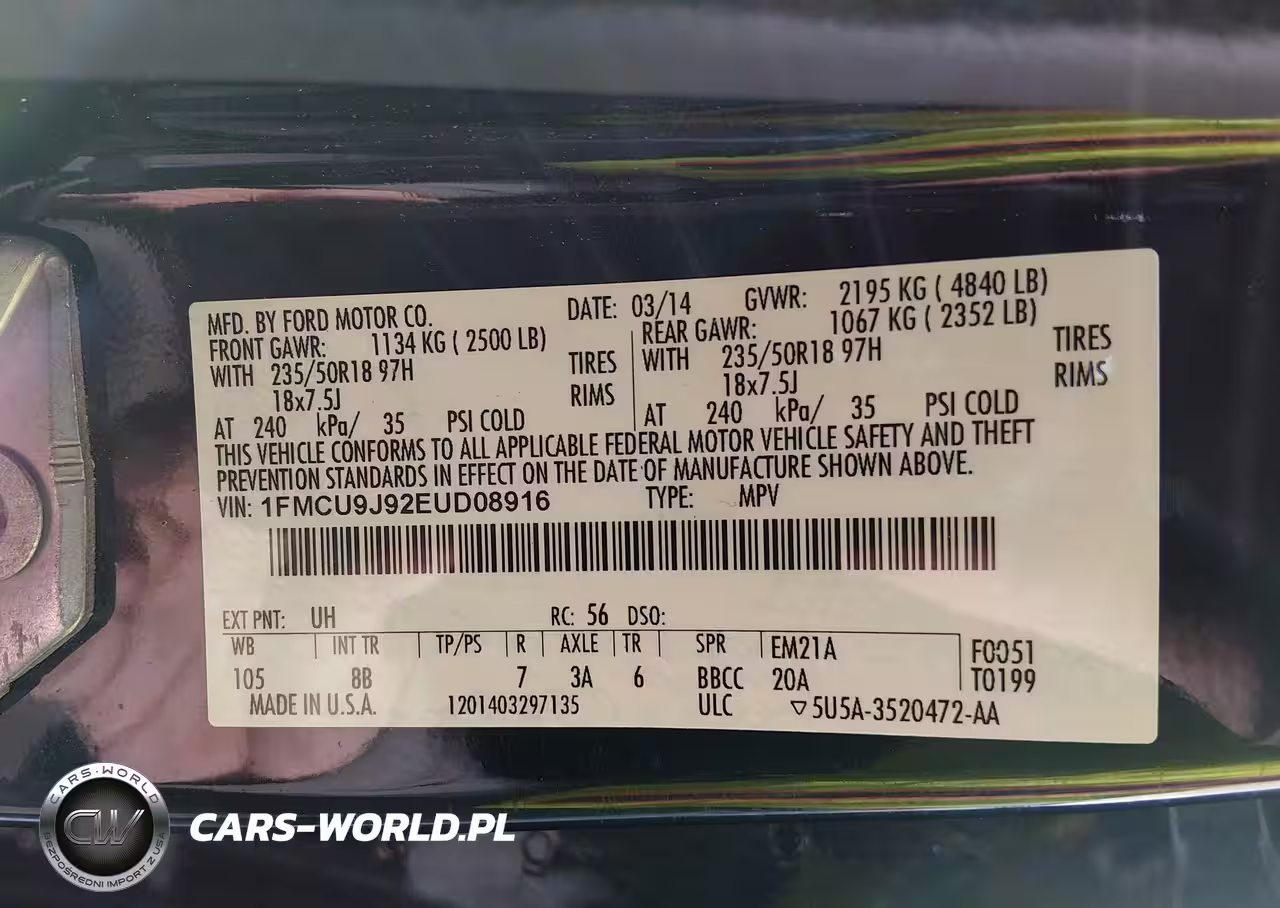 MFD. BY FORD MOTOR CO. DATE: 03/14 GVWR: 2195 KG ( 4840 LB)
FRONT GAWR: 1134 KG ( 2500 LB) REAR GAWR: 1067 KG ( 2352 LB)
WITH 235/50R18 97H TIRES WITH 235/50R18 97H TIRES
18x7.5J RIMS 18x7.5J RIMS
AT 240 kPa/ 35 PSI COLD AT 240 kPa/ 35 PSI COLD
THIS VEHICLE CONFORMS TO ALL APPLICABLE FEDERAL MOTOR VEHICLE SAFETY AND THEFT
PREVENTION STANDARDS IN EFFECT ON THE DATE OF MANUFACTURE SHOWN ABOVE.
VIN: 1FMCU9J92EUD08916 TYPE: MPV
EXT PNT: UH RC: 56 DSO:
WB INT TR TP/PS R AXLE TR SPR EM21A F0051
105 8B 7 3A 6 BBCC 20A T0199
MADE IN U.S.A. 1201403297135 ULC ▽5U5A-3520472-AA
CARS-WORLD
CW
BEZPOŚREDNI IMPORT Z USA
CARS-WORLD.PL